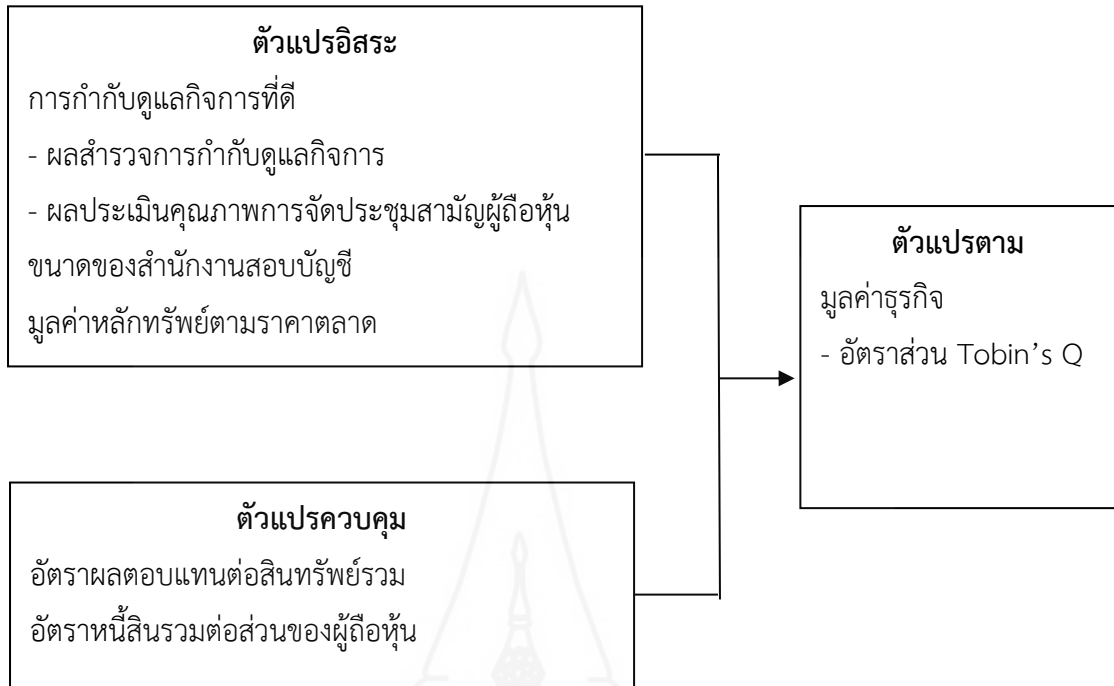 ตัวแปรอิสระ
การกำกับดูแลกิจการที่ดี
- ผลสำรวจการกำกับดูแลกิจการ
- ผลประเมินคุณภาพการจัดประชุมสามัญผู้ถือหุ้น
ขนาดของสำนักงานสอบบัญชี
มูลค่าหลักทรัพย์ตามราคาตลาด
ตัวแปรตาม
มูลค่าธุรกิจ
- อัตราส่วน Tobin’s Q
ตัวแปรควบคุม
อัตราผลตอบแทนต่อสินทรัพย์รวม
อัตราหนี้สินรวมต่อส่วนของผู้ถือหุ้น